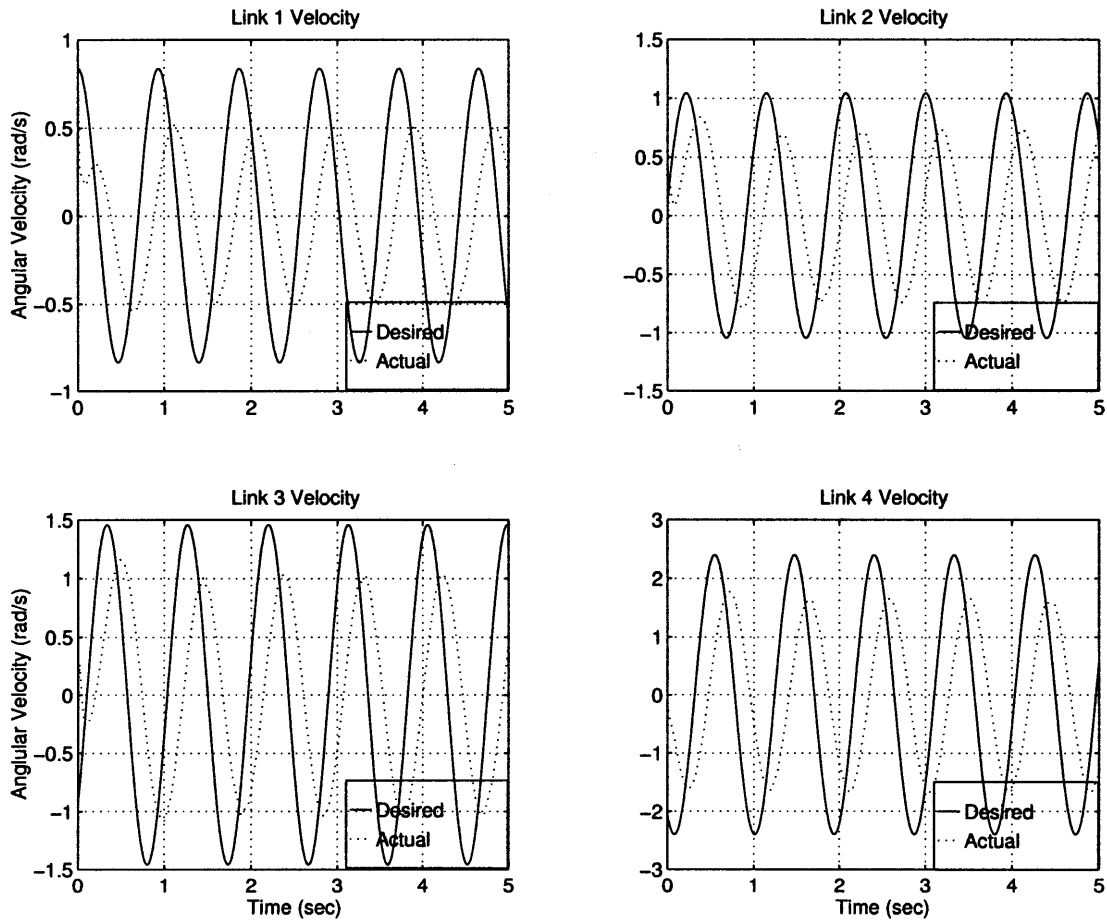 Link 1 Velocity
Angular Velocity (rad/s)
1
0.5
0
−0.5
−1
Desired
Actual
0 1 2 3 4 5
Link 2 Velocity
1.5
1
0.5
0
−0.5
−1
−1.5
Desired
Actual
0 1 2 3 4 5
Link 3 Velocity
Anglular Velocity (rad/s)
1.5
1
0.5
0
−0.5
−1
−1.5
Desired
Actual
0 1 2 3 4 5
Time (sec)
Link 4 Velocity
3
2
1
0
−1
−2
−3
Desired
Actual
0 1 2 3 4 5
Time (sec)